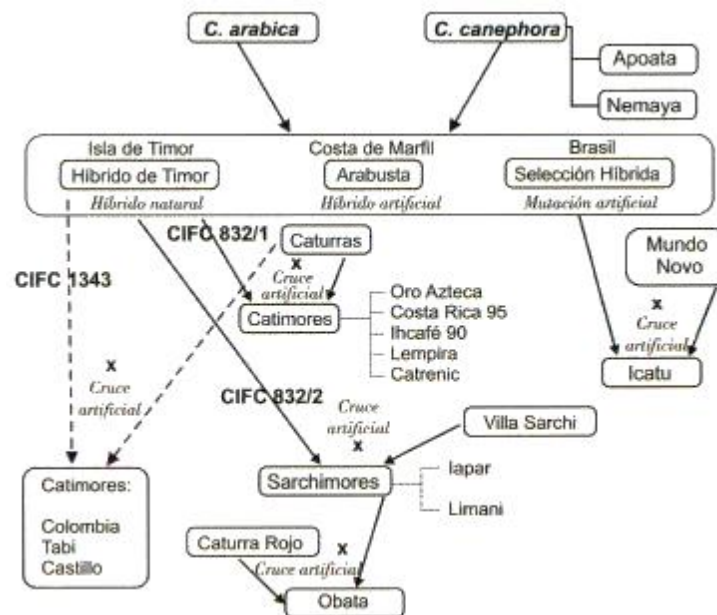 C. arabica
C. canephora
Apoata
Nemaya
Isla de Timor
Híbrido de Timor
Híbrido natural
Costa de Marfil
Arabusta
Híbrido artificial
Brasil
Selección Híbrida
Mutación artificial
CIFC 832/1
CIFC 1343
Caturras
x
Cruce
artificial
Catimores
Oro Azteca
Costa Rica 95
Ihcafé 90
Lempira
Catrenic
Mundo
Novo
x
Cruce
artificial
Icatu
x
Cruce
artificial
CIFC 832/2
Cruce
artificial
x
Villa Sarchi
Sarchimores
Iapar
Limani
Catimores:
Colombia
Tabi
Castillo
Caturra Rojo
x
Cruce artificial
Obata